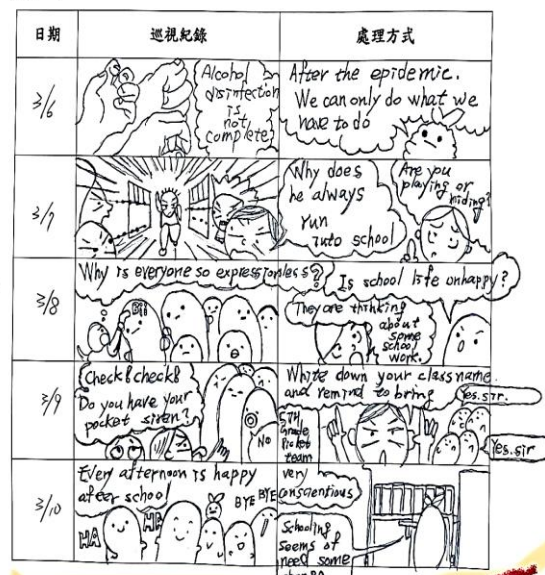 日期
巡視紀錄
處理方式
3/6
Alcohol
disinfection
is
not
complete
After the epidemic.
We can only do what we
have to do
3/7
Why does
he always
run
into school
Are you
playing or
hiding?
3/8
Why is everyone so expressionless?
Is school life unhappy?
They are thinking
about
some
school
work.
3/9
Check! check!
Do you have your
pocket siren?
NO
White down your class name.
and remind to bring
Yes.sir.
5TH
Grade
Picket
team
Yes.sir
3/10
Ever afternoon is happy
after school
BYE BYE
HA
HA
very
conscientious
Schooling
seems of
need some